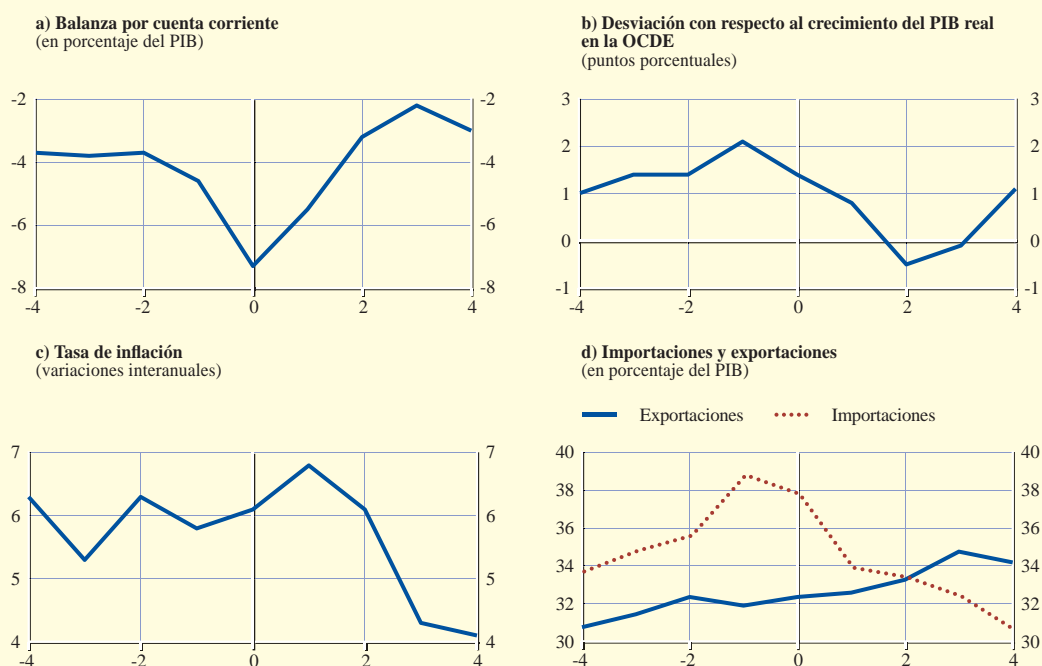 a) Balanza por cuenta corriente
(en porcentaje del PIB)
-2 -2
-4 -4
-6 -6
-8 -8
-4 -2 0 2 4
b) Desviación con respecto al crecimiento del PIB real
en la OCDE
(puntos porcentuales)
3 3
2 2
1 1
0 0
-1 -1
-4 -2 0 2 4
c) Tasa de inflación
(variaciones interanuales)
7 7
6 6
5 5
4 4
-4 -2 0 2 4
d) Importaciones y exportaciones
(en porcentaje del PIB)
Exportaciones Importaciones
40 40
38 38
36 36
34 34
32 32
30 30
-4 -2 0 2 4